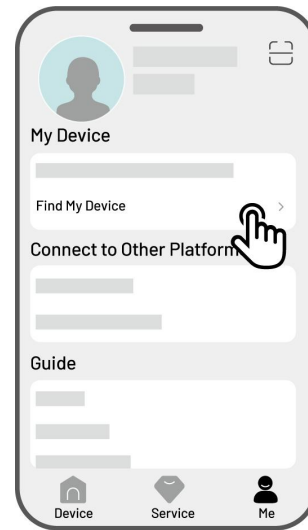 My Device
Find My Device
Connect to Other Platform
Guide
Device Service Me